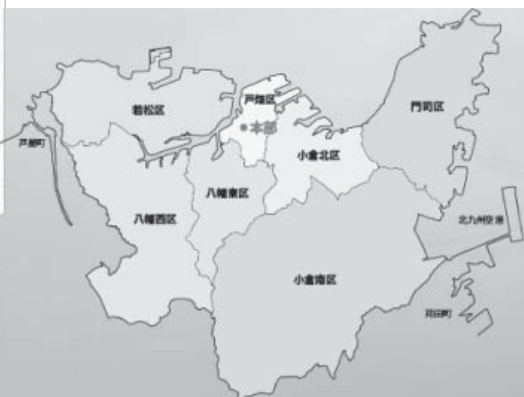 若松区
戸畑区
本部
門司区
芦屋町
小倉北区
八幡東区
八幡西区
北九州空港
小倉南区
苅田町